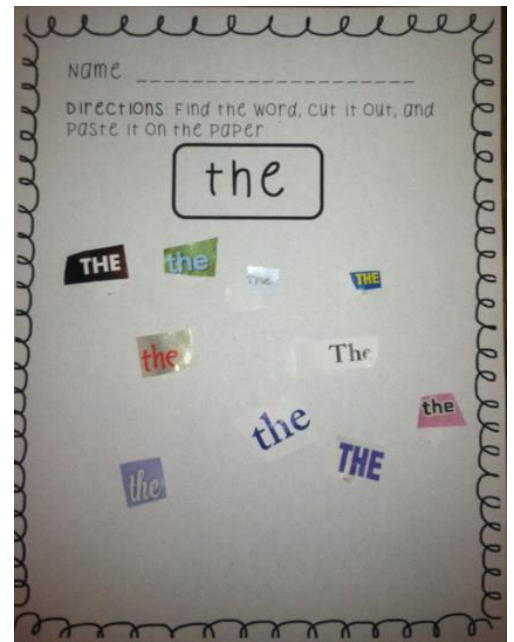 Name
Directions: Find the word, cut it out, and
paste it on the paper
the
THE the The THE
the The
the
the
THE
the